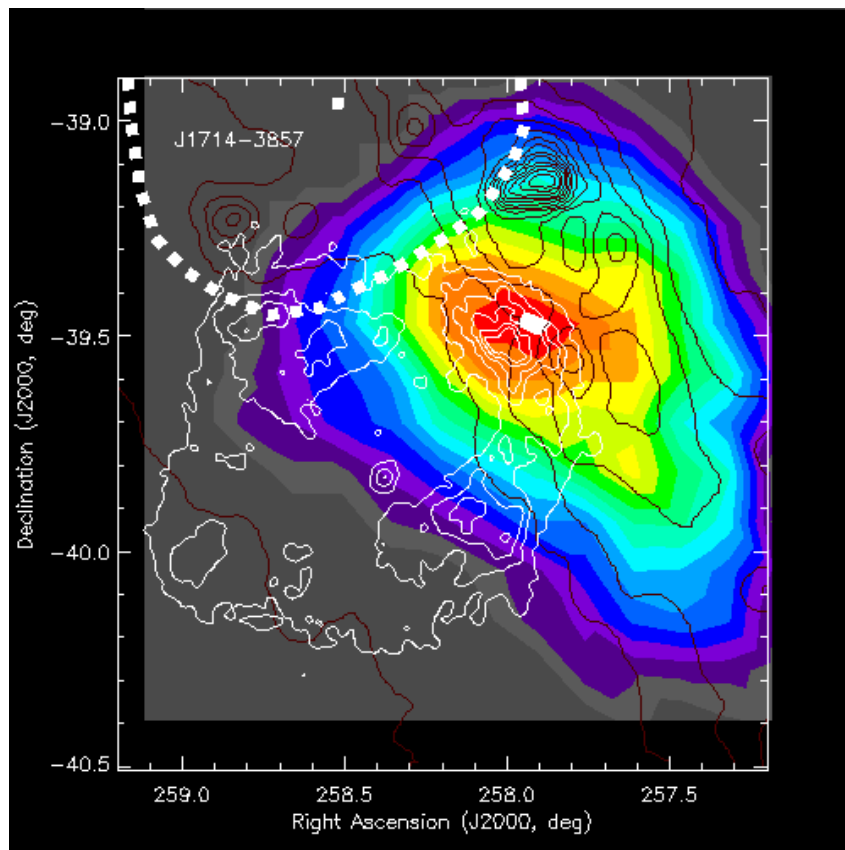 J1714-3857
-39.0
-39.5
-40.0
-40.5
Declination (J2000, deg)
259.0 258.5 258.0 257.5
Right Ascension (J2000, deg)